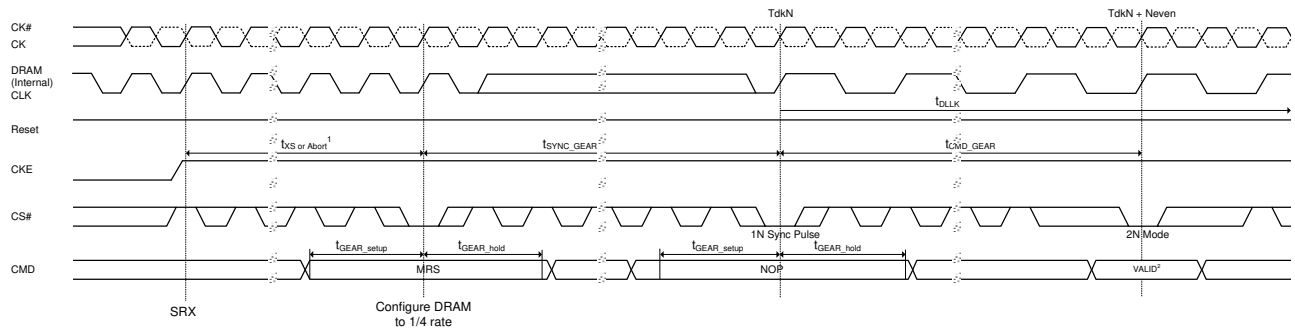 TdkN
TdkN + Neven
CK#
CK
DRAM
(Internal)
CLK
tDLLK
Reset
tXS or Abort1
tSYNC_GEAR
tCMD_GEAR
CKE
CS#
1N Sync Pulse
2N Mode
tGEAR_setup
tGEAR_hold
tGEAR_setup
tGEAR_hold
CMD
MRS
NOP
VALID2
SRX
Configure DRAM
to 1/4 rate